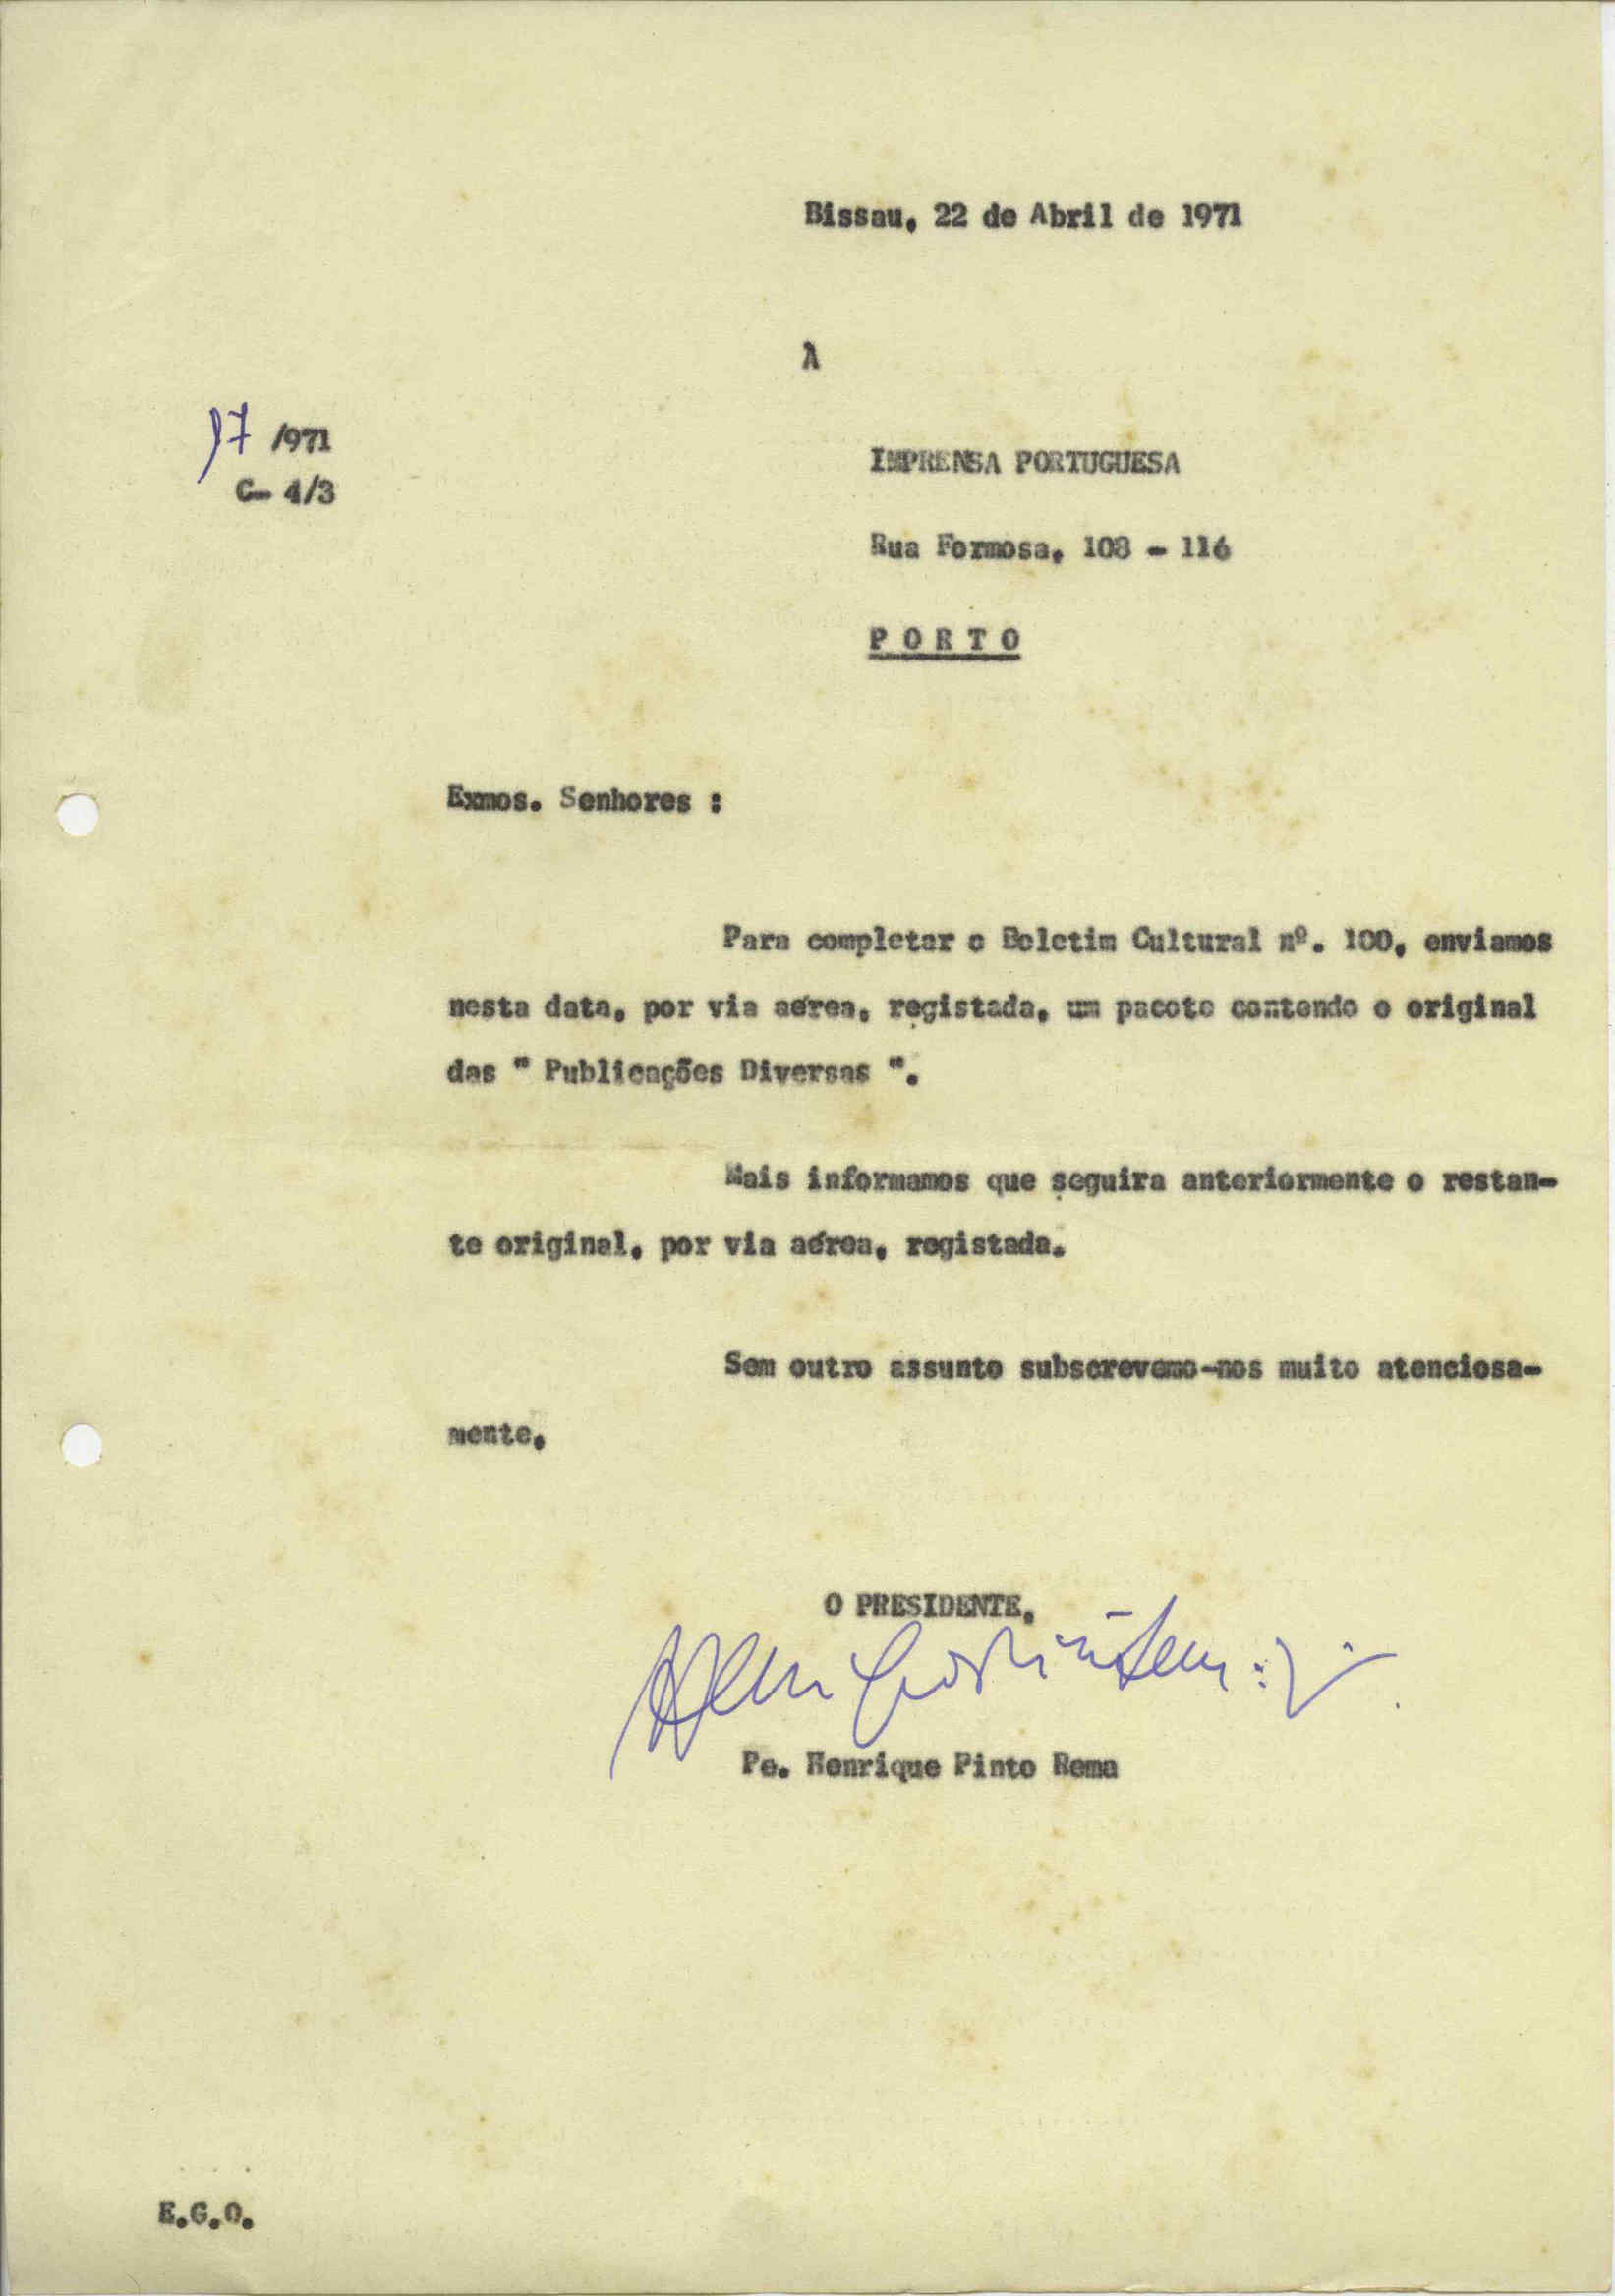 Bissau, 22 de Abril de 1971
À
97 /971
C- 4/3
IMPRENSA PORTUGUESA
Rua Formosa, 108 - 116
P O R T O
Exmos. Senhores :
Para completar o Boletim Cultural nº. 100, enviamos
nesta data, por via aérea, registada, um pacote contendo o original
das " Publicações Diversas ".
Mais informamos que seguira anteriormente o restan-
te original, por via aérea, registada.
Sem outro assunto subscrevemo-nos muito atenciosa-
mente,
O PRESIDENTE,
Pe. Henrique Pinto Rema
E.G.O.